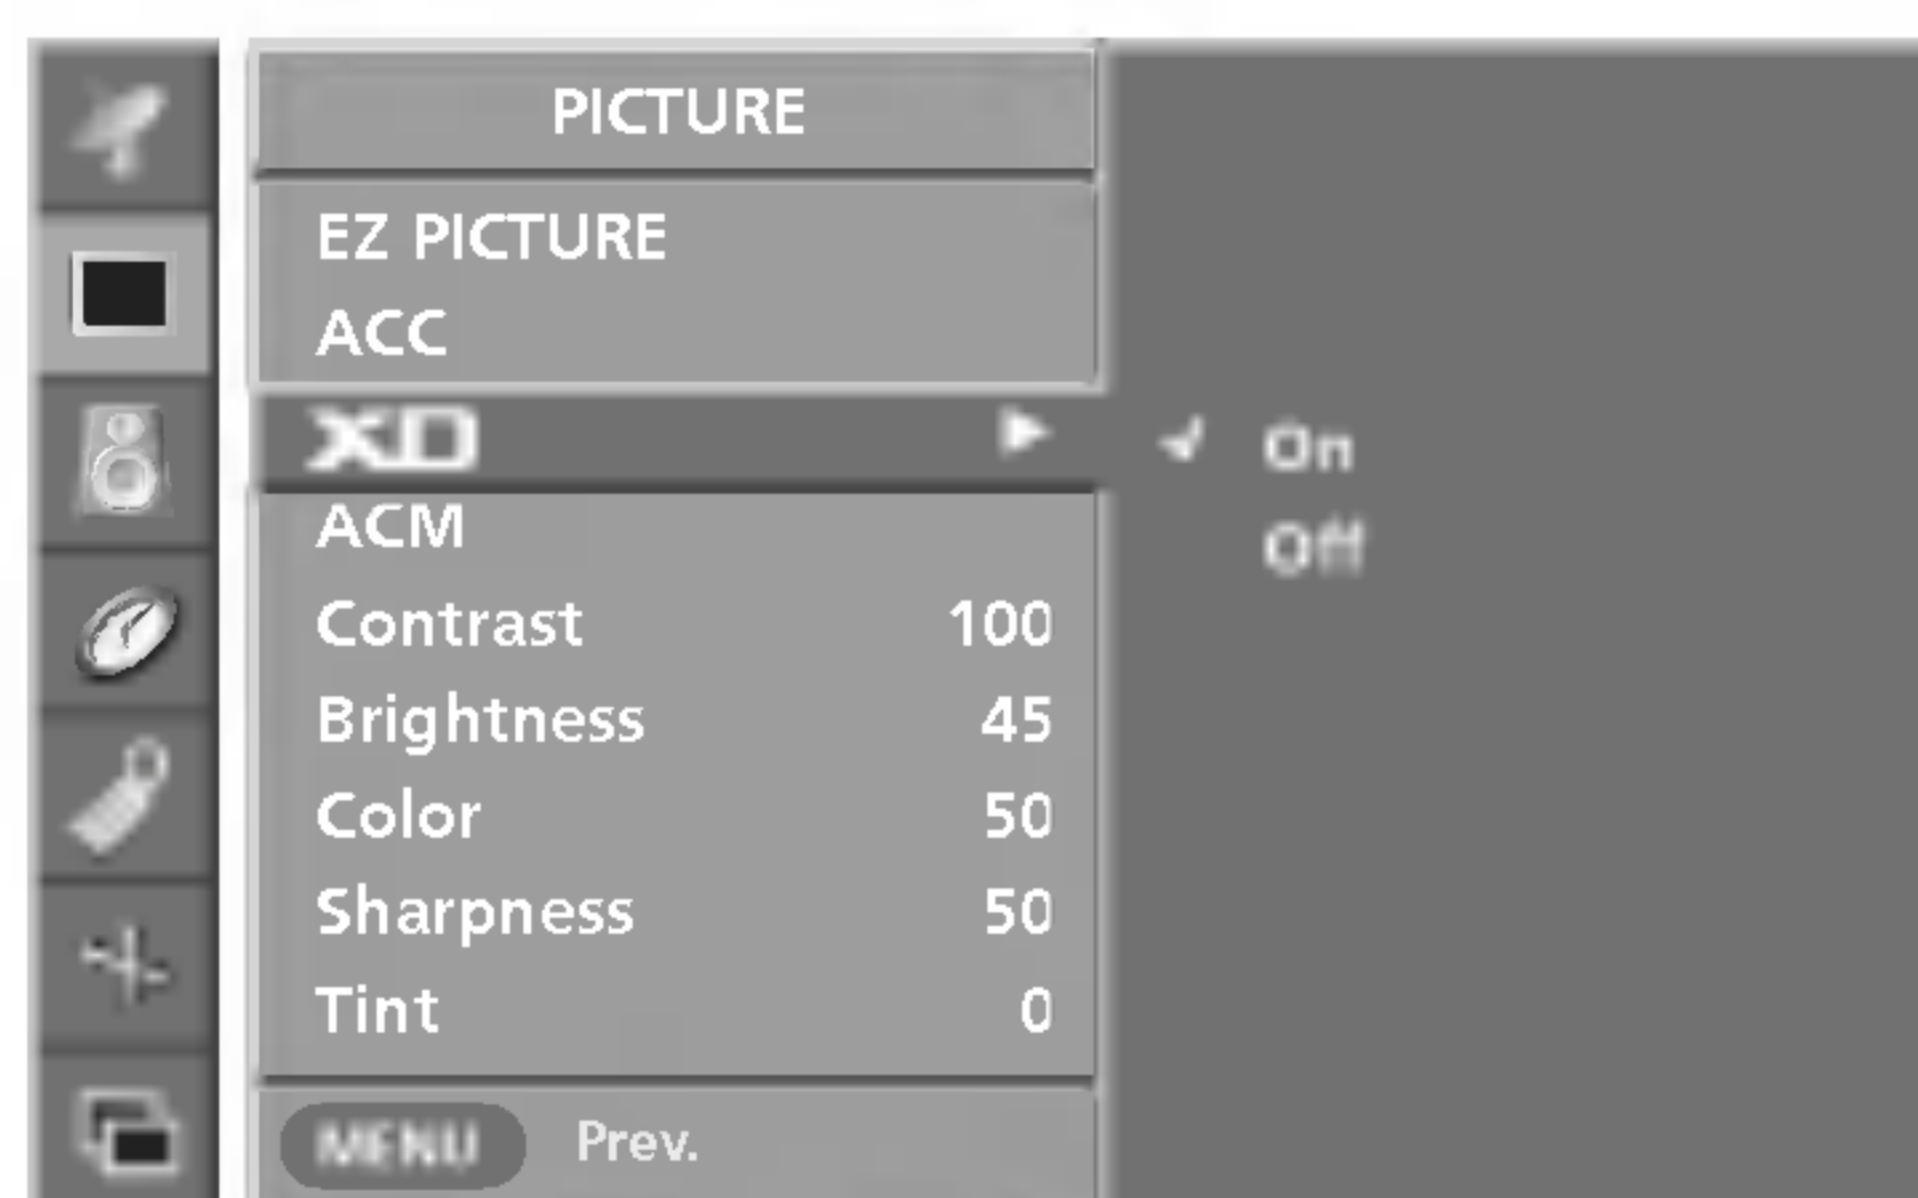 PICTURE
EZ PICTURE
ACC
XD On
Off
ACM
Contrast 100
Brightness 45
Color 50
Sharpness 50
Tint 0
MENU Prev.